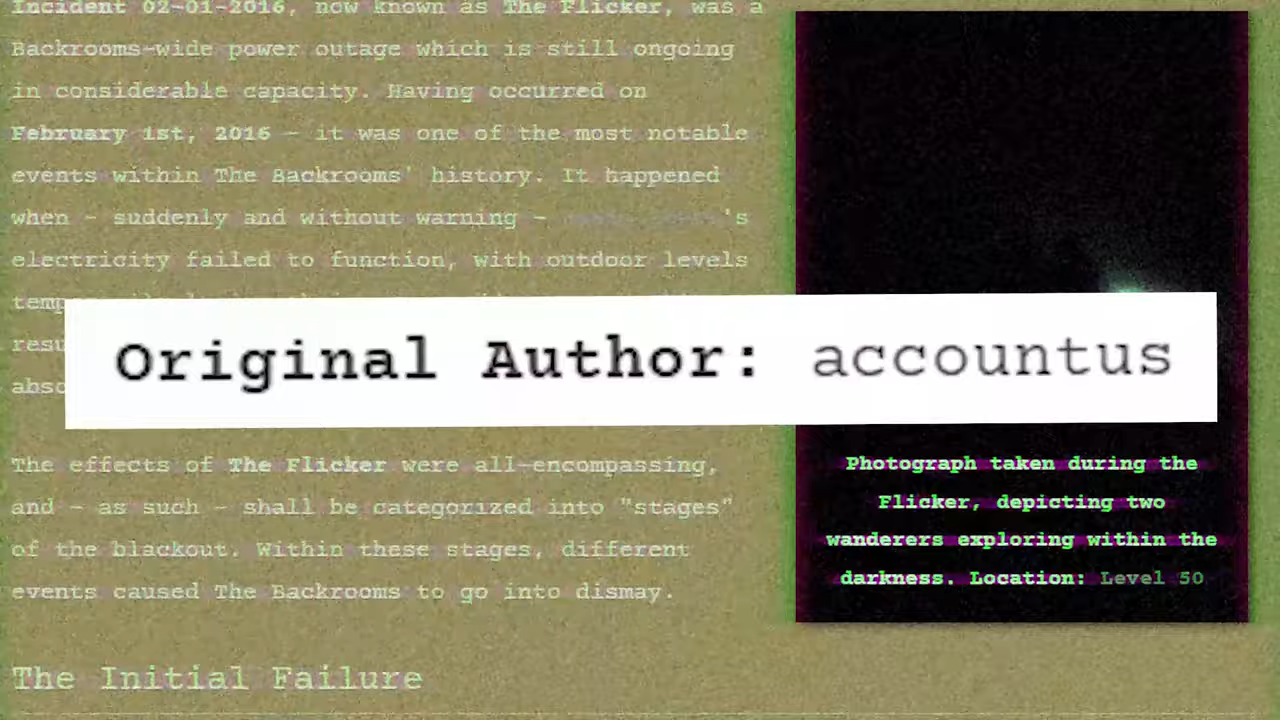 Incident 02-01-2016, now known as The Flicker, was a
Backrooms-wide power outage which is still ongoing
in considerable capacity. Having occurred on
February 1st, 2016 — it was one of the most notable
events within The Backrooms' history. It happened
when - suddenly and without warning - 's
electricity failed to function, with outdoor levels
Original Author: accountus
The effects of The Flicker were all-encompassing,
and - as such - shall be categorized into "stages"
of the blackout. Within these stages, different
events caused The Backrooms to go into dismay.
The Initial Failure
Photograph taken during the
Flicker, depicting two
wanderers exploring within the
darkness. Location: Level 50